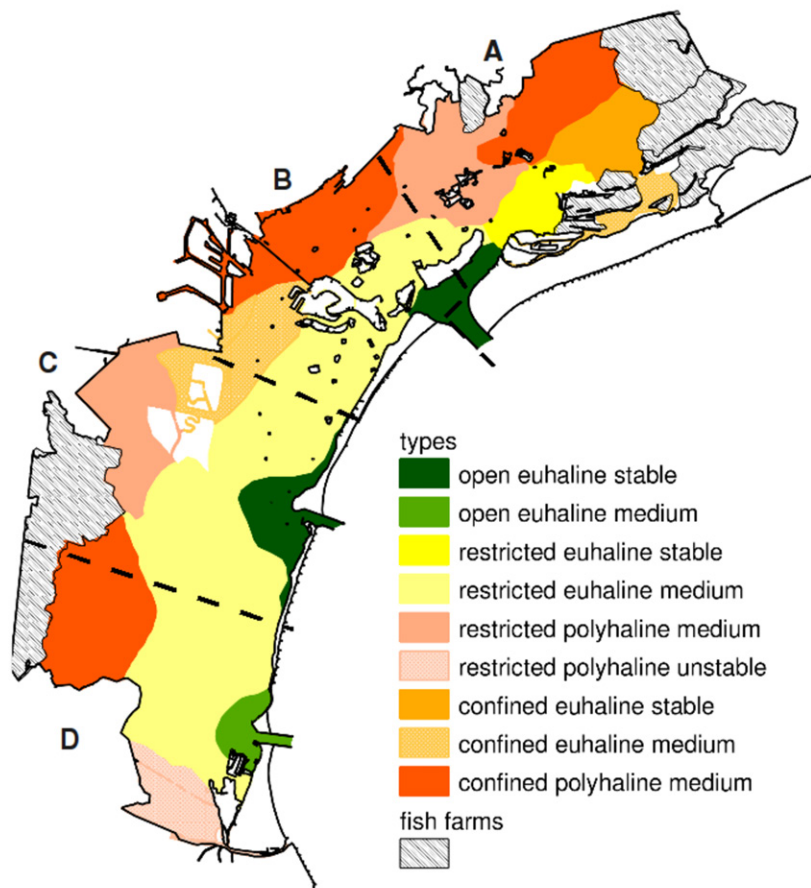 A
B
C
D
types
open euhaline stable
open euhaline medium
restricted euhaline stable
restricted euhaline medium
restricted polyhaline medium
restricted polyhaline unstable
confined euhaline stable
confined euhaline medium
confined polyhaline medium
fish farms